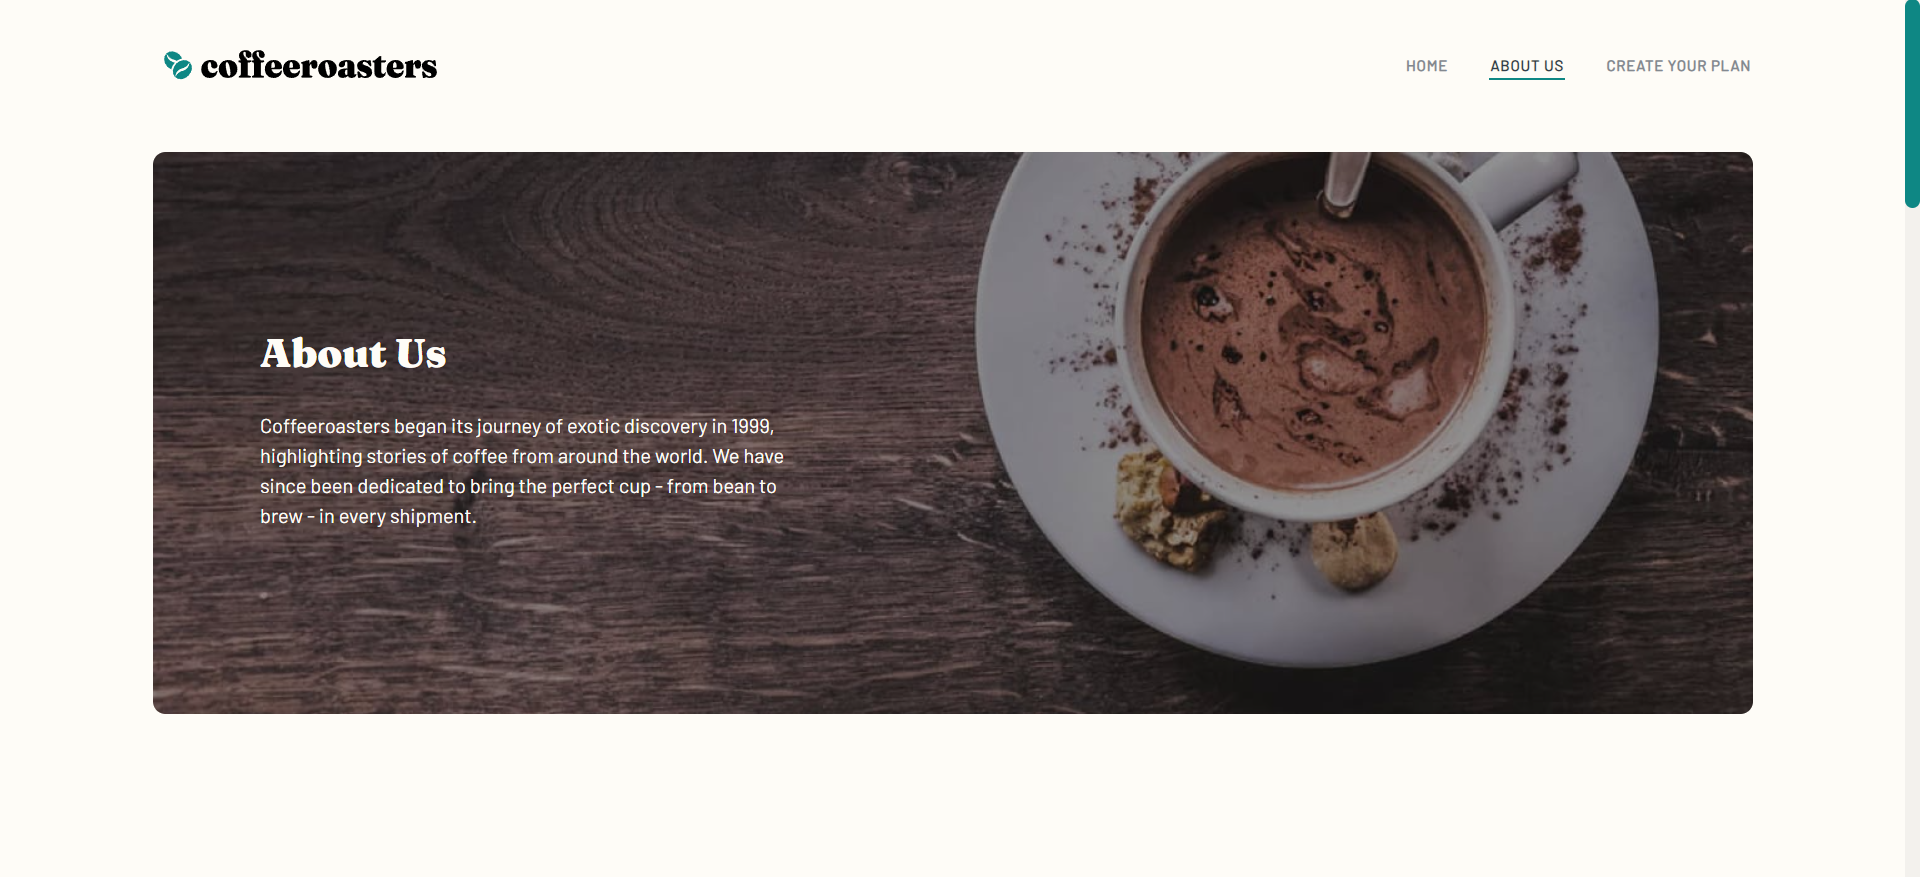 coffeeroasters
HOME
ABOUT US
CREATE YOUR PLAN
About Us
Coffeeroasters began its journey of exotic discovery in 1999,
highlighting stories of coffee from around the world. We have
since been dedicated to bring the perfect cup - from bean to
brew - in every shipment.